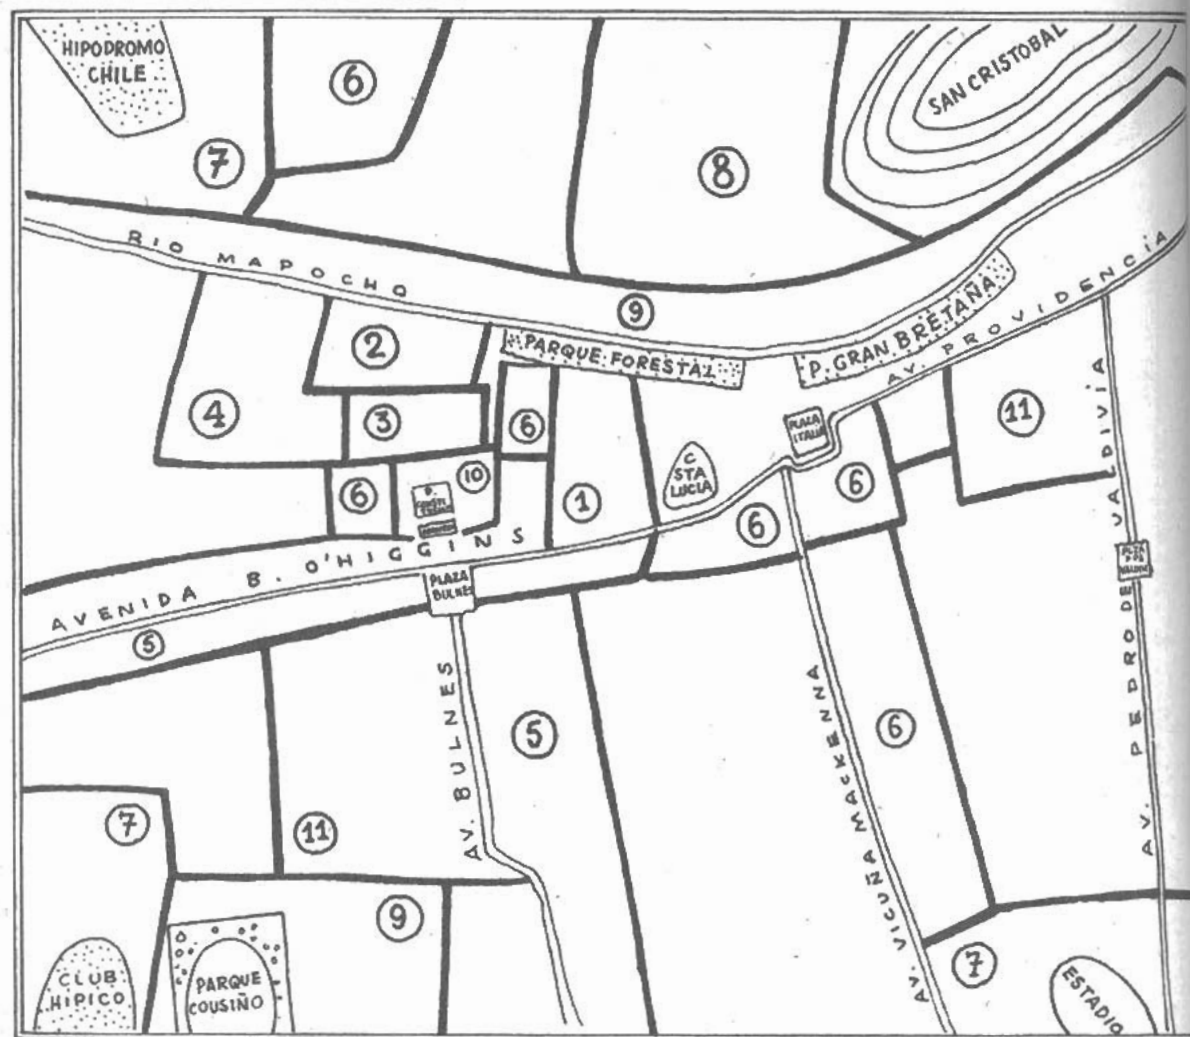 HIPODROMO
CHILE
6
7
8
SAN CRISTOBAL
RIO MAPOCHO
9
2
PARQUE FORESTAL
P. GRAN BRETAÑA
AV. PROVIDENCIA
4
3
6
PLAZA
ITALIA
11
6
10
1
C
STA
LUCIA
6
6
AVENIDA B. O'HIGGINS
PLAZA
BULNES
5
AV. BULNES
5
AV. VICUÑA MACKENNA
6
AV. PEDRO DE VALDIVIA
7
11
9
7
CLUB
HIPICO
PARQUE
COUSIÑO
ESTADIO